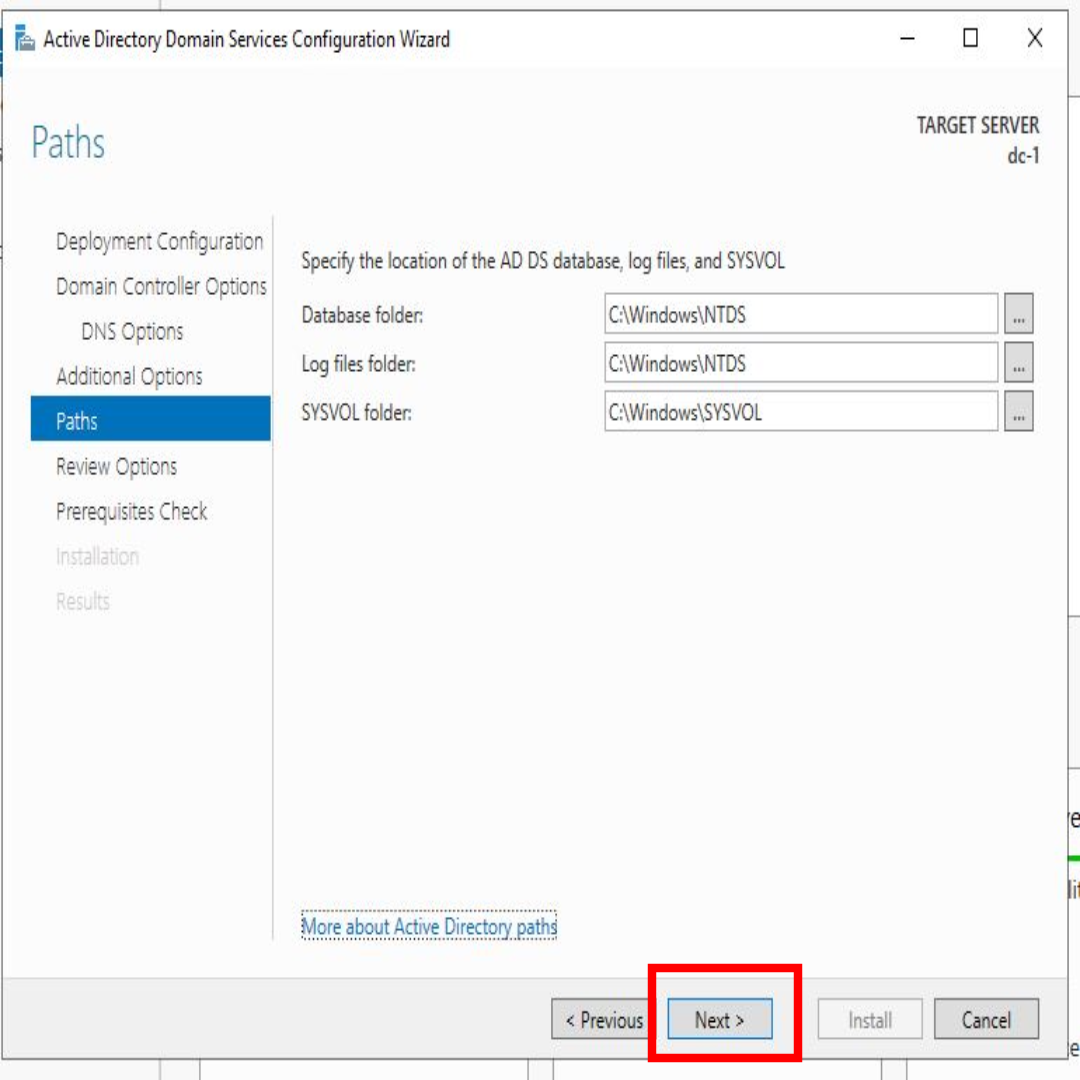 Active Directory Domain Services Configuration Wizard
Paths
TARGET SERVER
dc-1
Deployment Configuration
Domain Controller Options
DNS Options
Additional Options
Paths
Review Options
Prerequisites Check
Installation
Results
Specify the location of the AD DS database, log files, and SYSVOL
Database folder: C:\Windows\NTDS ...
Log files folder: C:\Windows\NTDS ...
SYSVOL folder: C:\Windows\SYSVOL ...
More about Active Directory paths
< Previous Next > Install Cancel